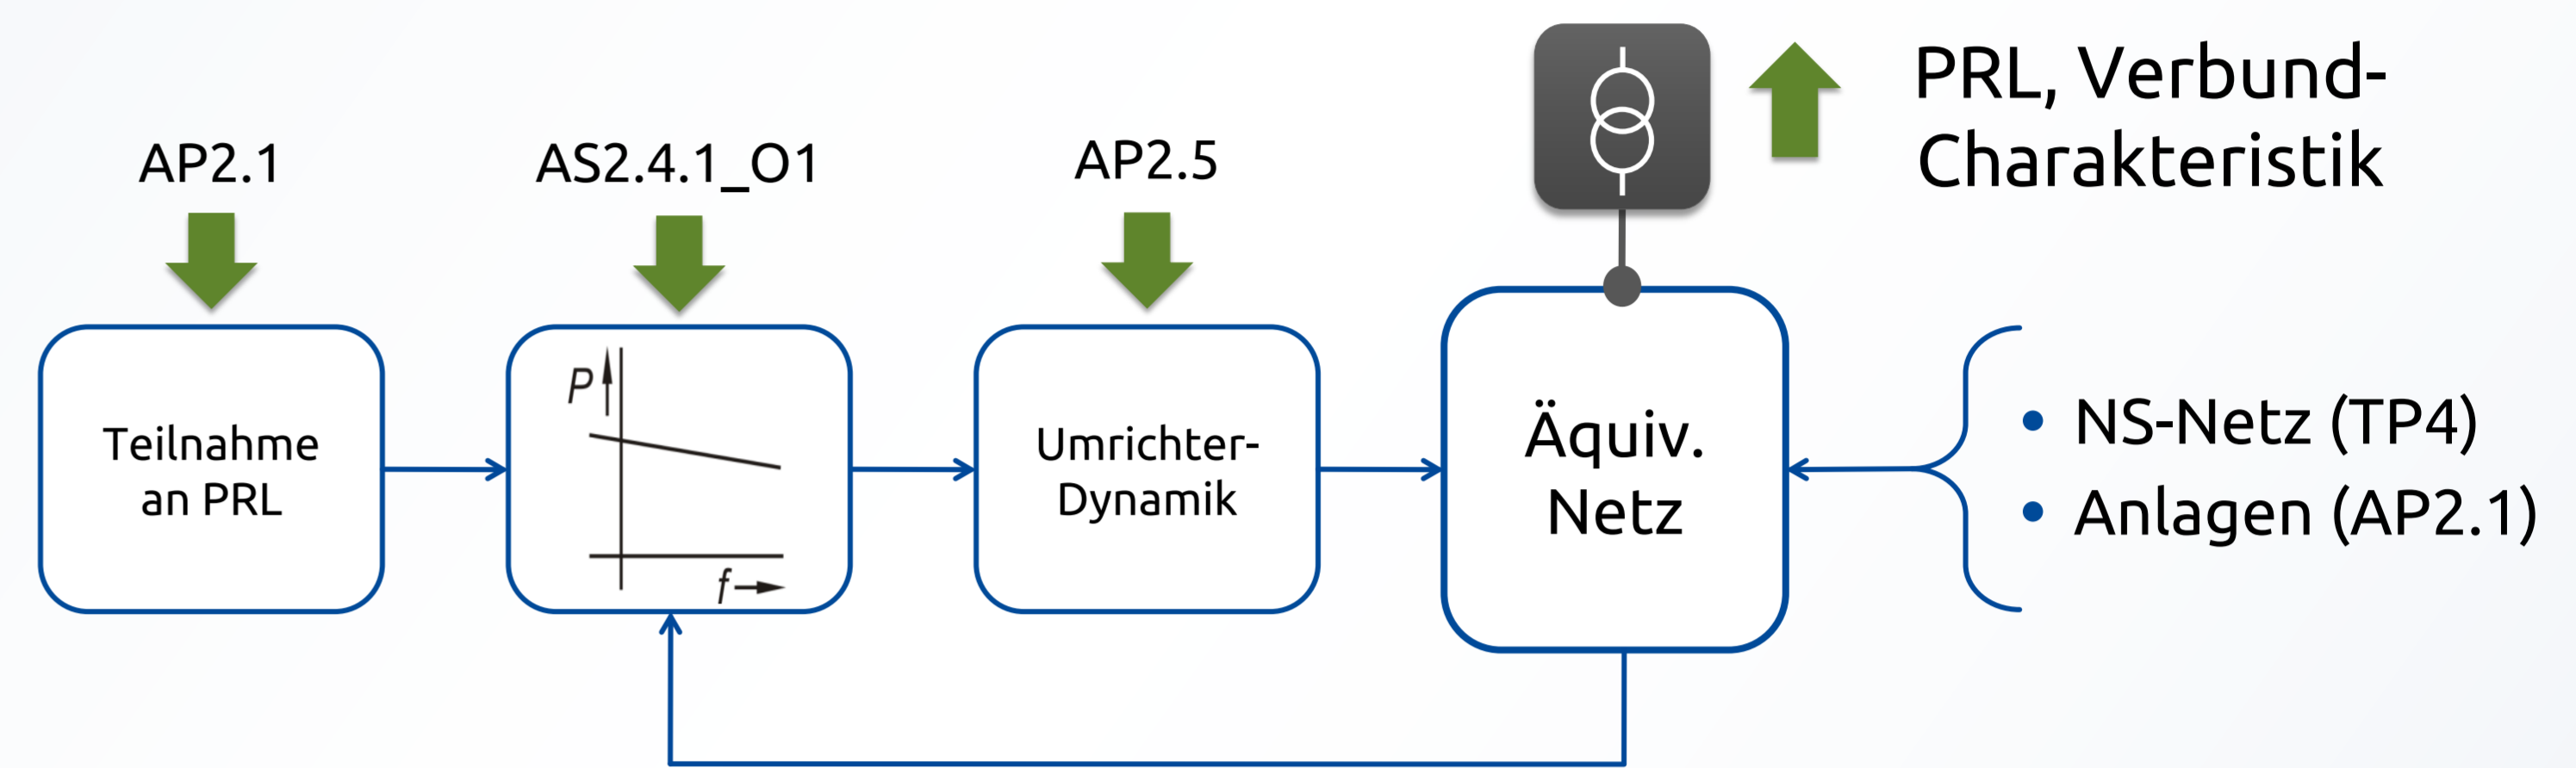 PRL, Verbund-
Charakteristik
AP2.1
AS2.4.1_O1
AP2.5
Teilnahme
an PRL
P
f
Umrichter-
Dynamik
Äquiv.
Netz
• NS-Netz (TP4)
• Anlagen (AP2.1)